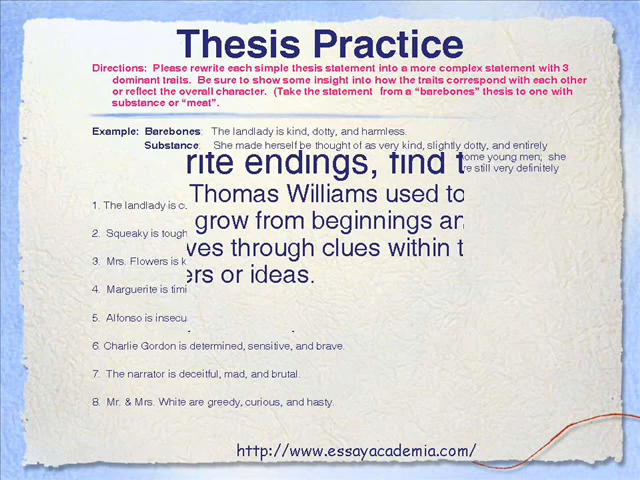 Thesis Practice
Directions: Please rewrite each simple thesis statement into a more complex statement with 3
dominant traits. Be sure to show some insight into how the traits correspond with each other
or reflect the overall character. (Take the statement from a “barebones” thesis to one with
substance or “meat”.
Example: Barebones: The landlady is kind, dotty, and harmless.
Substance: She made herself be thought of as very kind, slightly dotty, and entirely
ome young men; she
re still very definitely
rite endings, find t
Thomas Williams used to
1. The landlady is c
grow from beginnings an
2. Squeaky is tough
ves through clues within t
3. Mrs. Flowers is k
ers or ideas.
4. Marguerite is timi
5. Alfonso is insecu
6. Charlie Gordon is determined, sensitive, and brave.
7. The narrator is deceitful, mad, and brutal.
8. Mr. & Mrs. White are greedy, curious, and hasty.
http://www.essayacademia.com/